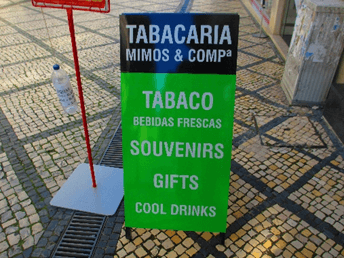 TABACARIA
MIMOS & COMPª
TABACO
BEBIDAS FRESCAS
SOUVENIRS
GIFTS
COOL DRINKS